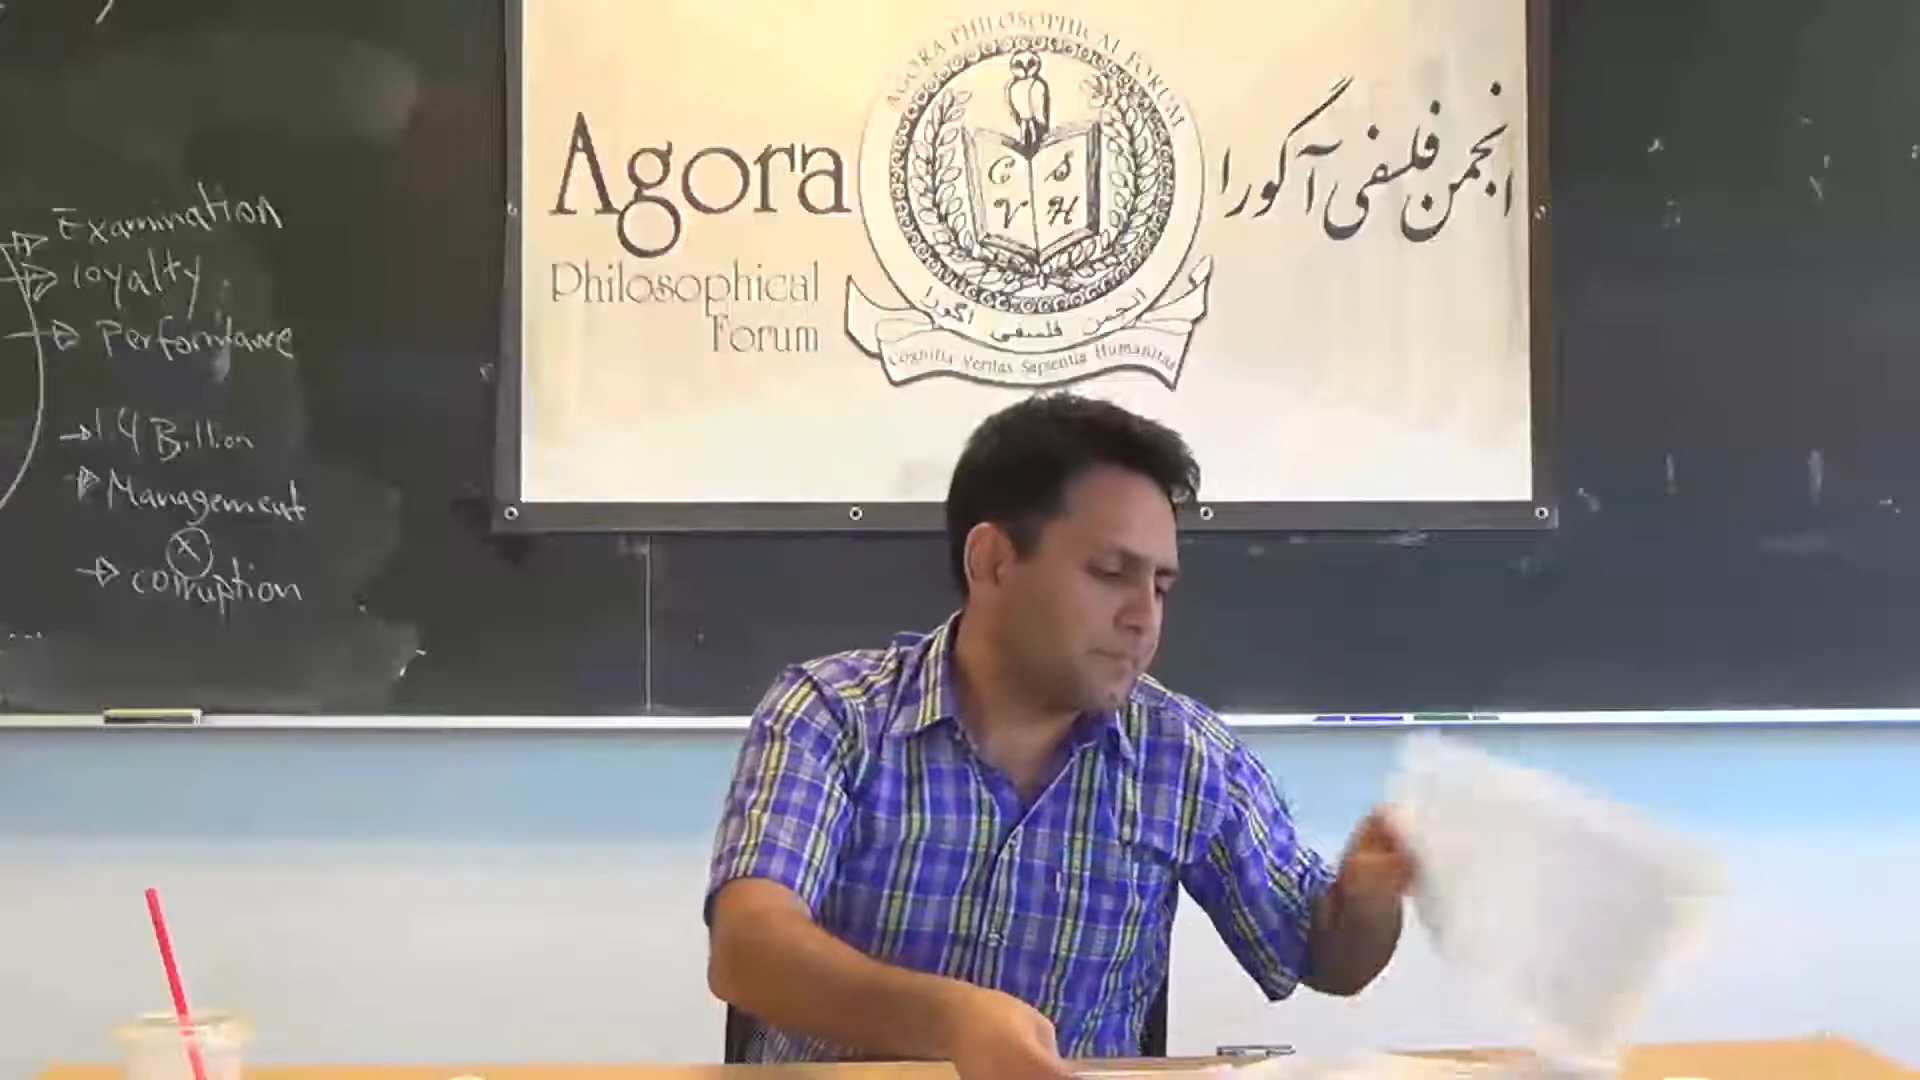 Examination
loyalty
Performance
1.4 Billion
Management
corruption
Agora
Philosophical
Forum
AGORA PHILOSOPHICAL FORUM
C S
V H
انجمن فلسفی آگورا
Cognitia Veritas Sapientia Humanitas
انجمن فلسفی آگورا